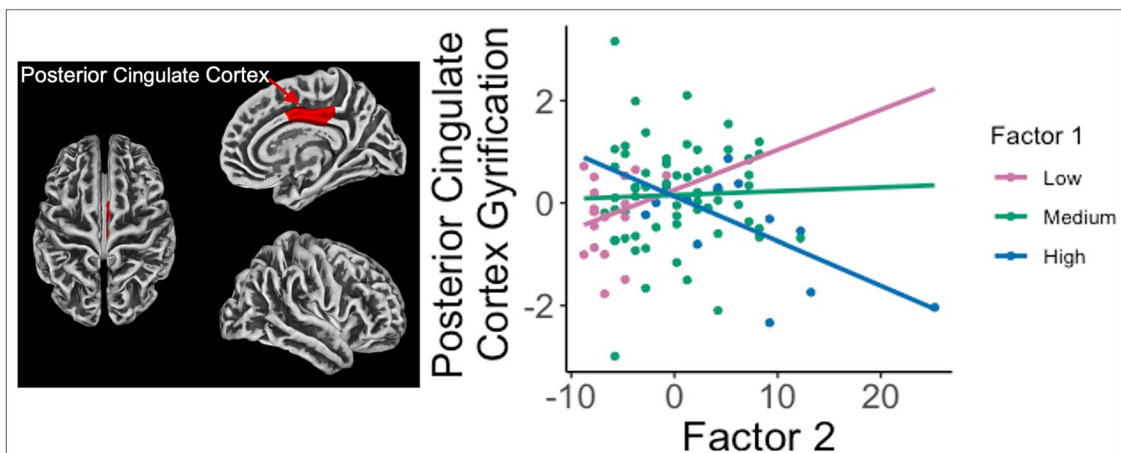 Posterior Cingulate Cortex
Posterior Cingulate
Cortex Gyrification
2
0
-2
-10
0
10
20
Factor 2
Factor 1
Low
Medium
High